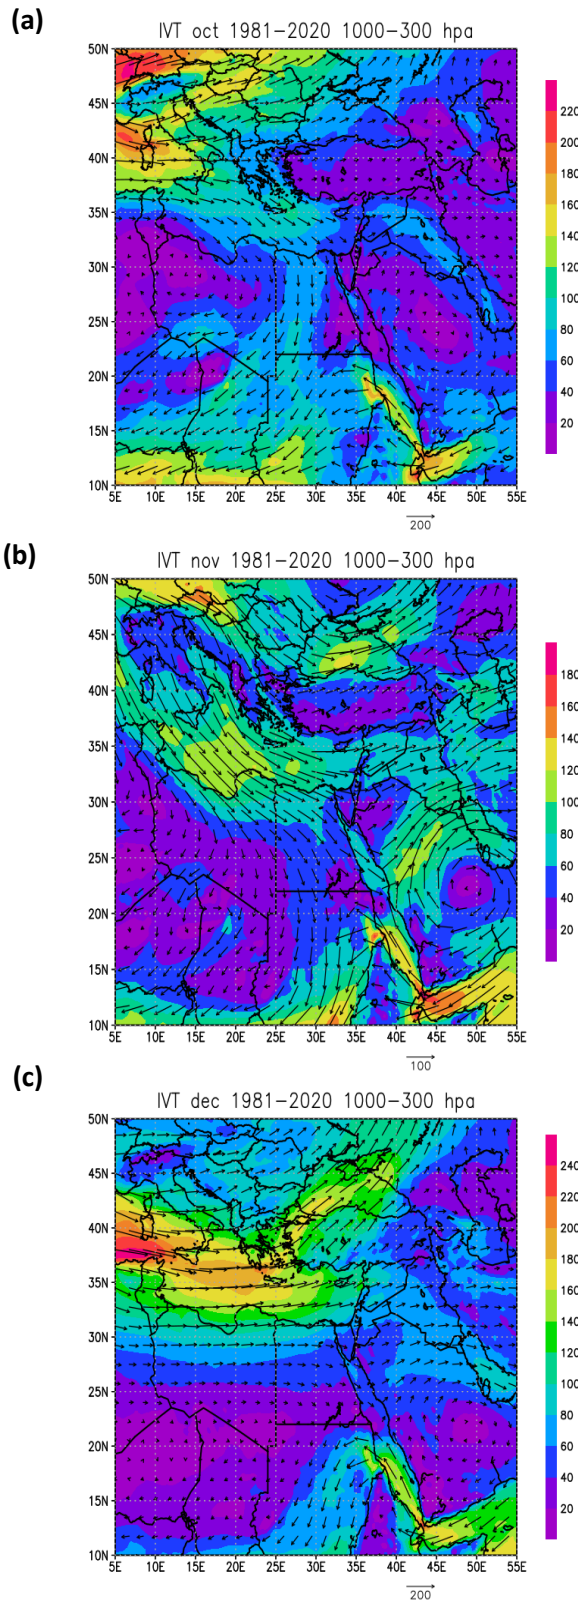 (a)
IVT oct 1981-2020 1000-300 hpa
50N
45N
40N
35N
30N
25N
20N
15N
10N
5E 10E 15E 20E 25E 30E 35E 40E 45E 50E 55E
220
200
180
160
140
120
100
80
60
40
20
200
(b)
IVT nov 1981-2020 1000-300 hpa
50N
45N
40N
35N
30N
25N
20N
15N
10N
5E 10E 15E 20E 25E 30E 35E 40E 45E 50E 55E
180
160
140
120
100
80
60
40
20
100
(c)
IVT dec 1981-2020 1000-300 hpa
50N
45N
40N
35N
30N
25N
20N
15N
10N
5E 10E 15E 20E 25E 30E 35E 40E 45E 50E 55E
240
220
200
180
160
140
120
100
80
60
40
20
200